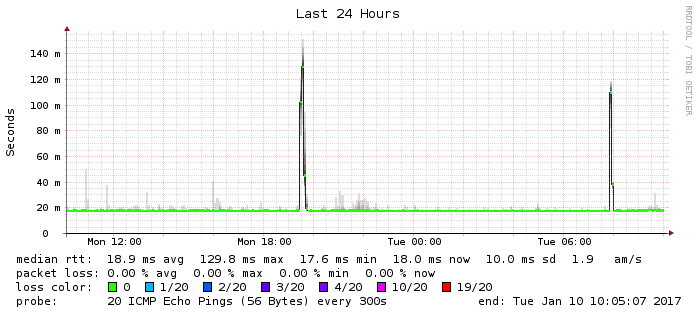 Last 24 Hours
RRDTOOL / TOBI OETIKER
Seconds
140 m
120 m
100 m
80 m
60 m
40 m
20 m
0
Mon 12:00 Mon 18:00 Tue 00:00 Tue 06:00
median rtt: 18.9 ms avg 129.8 ms max 17.6 ms min 18.0 ms now 10.0 ms sd 1.9 am/s
packet loss: 0.00 % avg 0.00 % max 0.00 % min 0.00 % now
loss color: 0 1/20 2/20 3/20 4/20 10/20 19/20
probe: 20 ICMP Echo Pings (56 Bytes) every 300s end: Tue Jan 10 10:05:07 2017